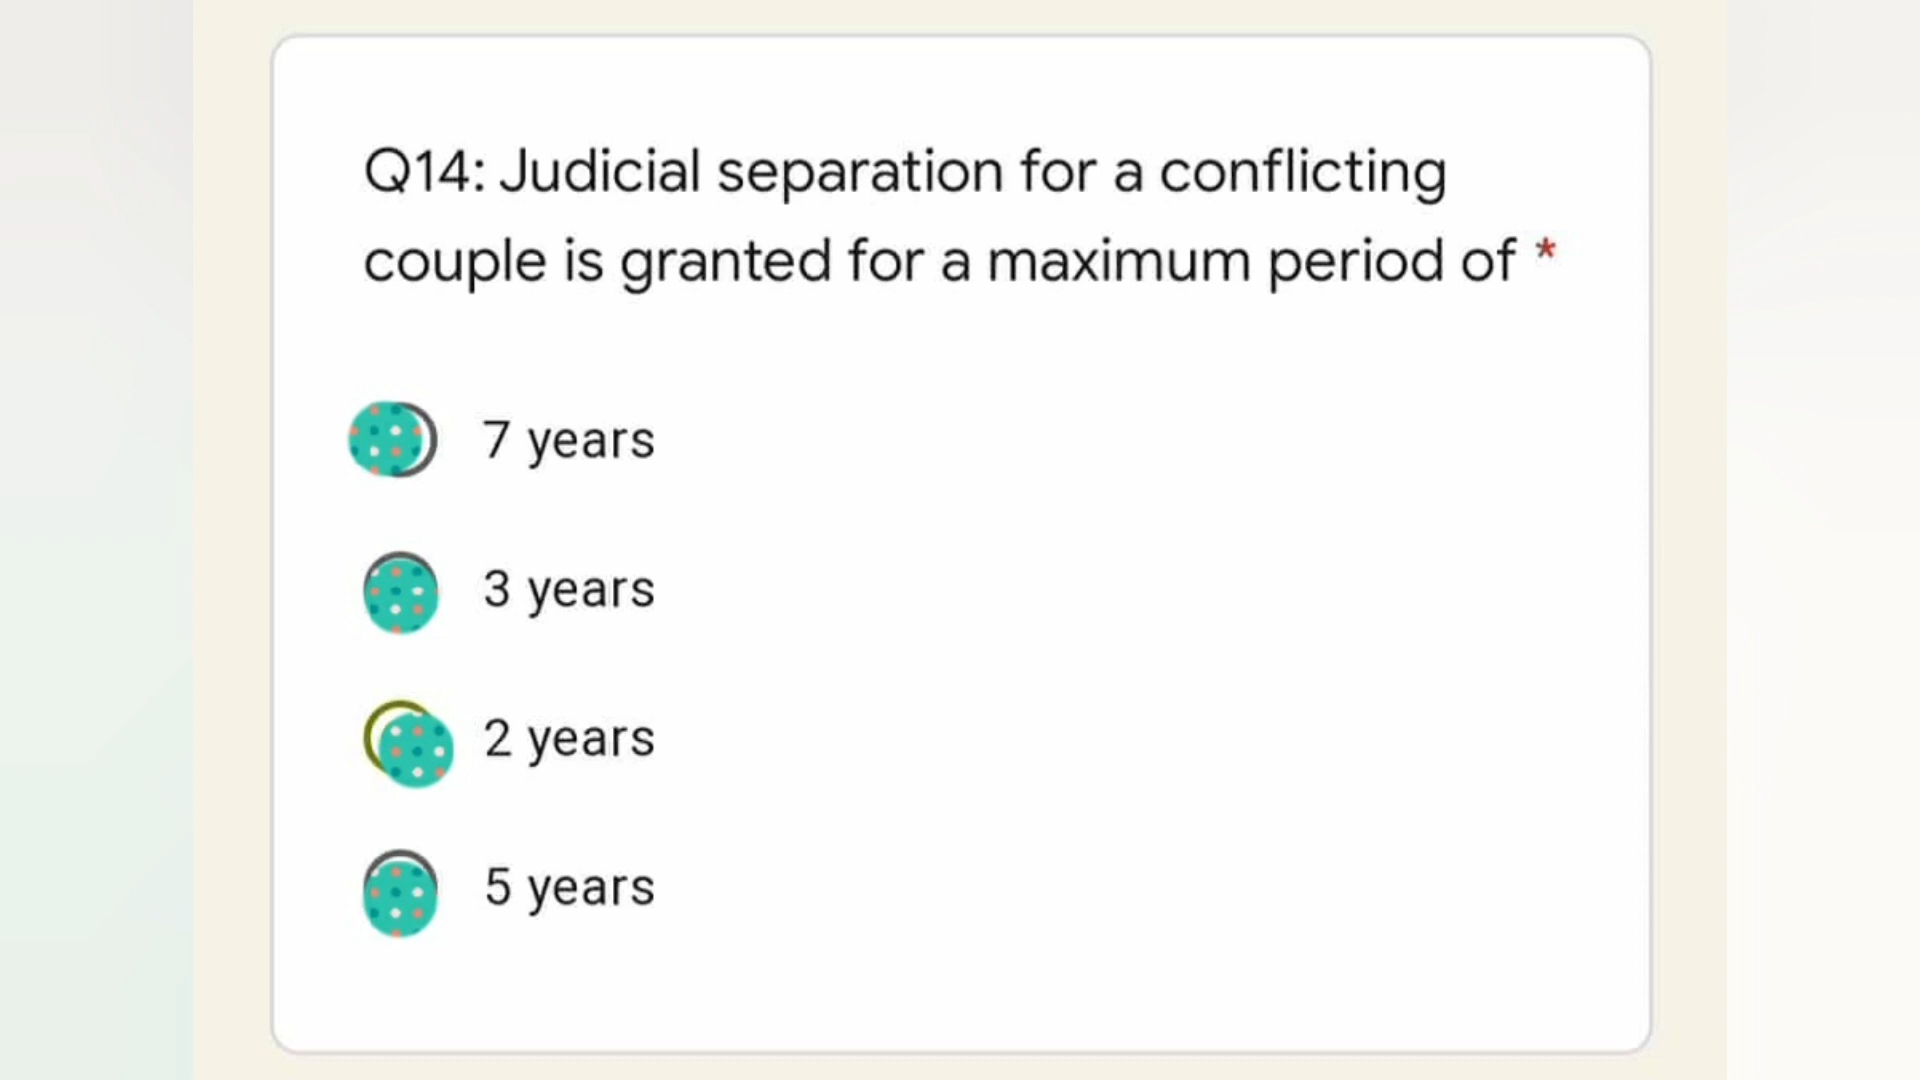 Q14: Judicial separation for a conflicting
couple is granted for a maximum period of *
7 years
3 years
2 years
5 years